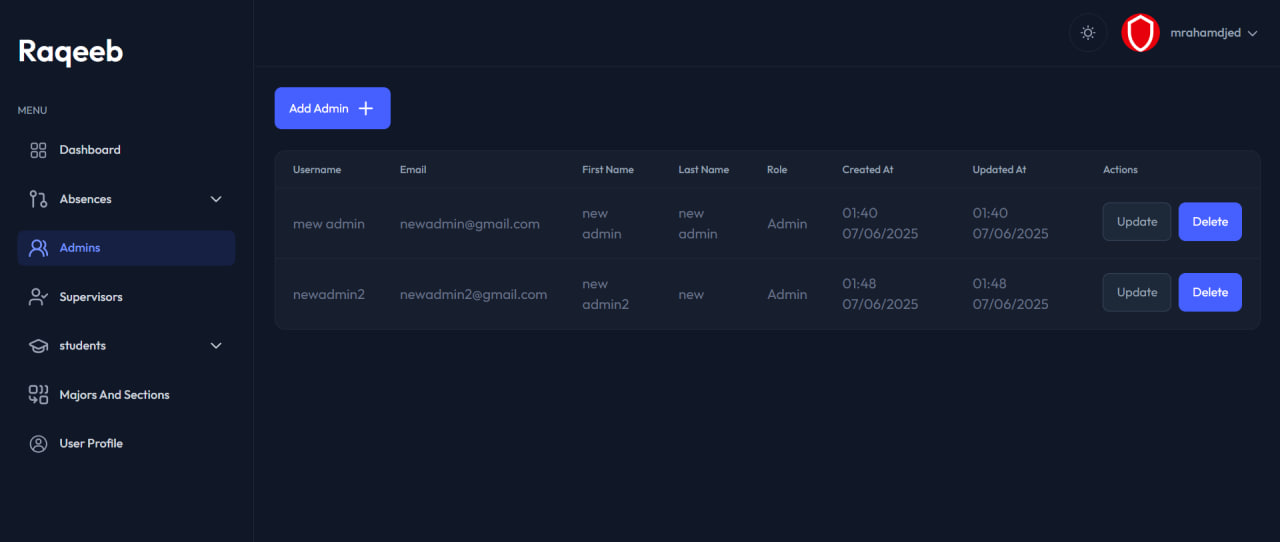 Raqeeb
mrahamdjed
MENU
Dashboard
Absences
Admins
Supervisors
students
Majors And Sections
User Profile
Add Admin
Username Email First Name Last Name Role Created At Updated At Actions
mew admin newadmin@gmail.com new admin new admin Admin 01:40 07/06/2025 01:40 07/06/2025 Update Delete
newadmin2 newadmin2@gmail.com new admin2 new Admin 01:48 07/06/2025 01:48 07/06/2025 Update Delete